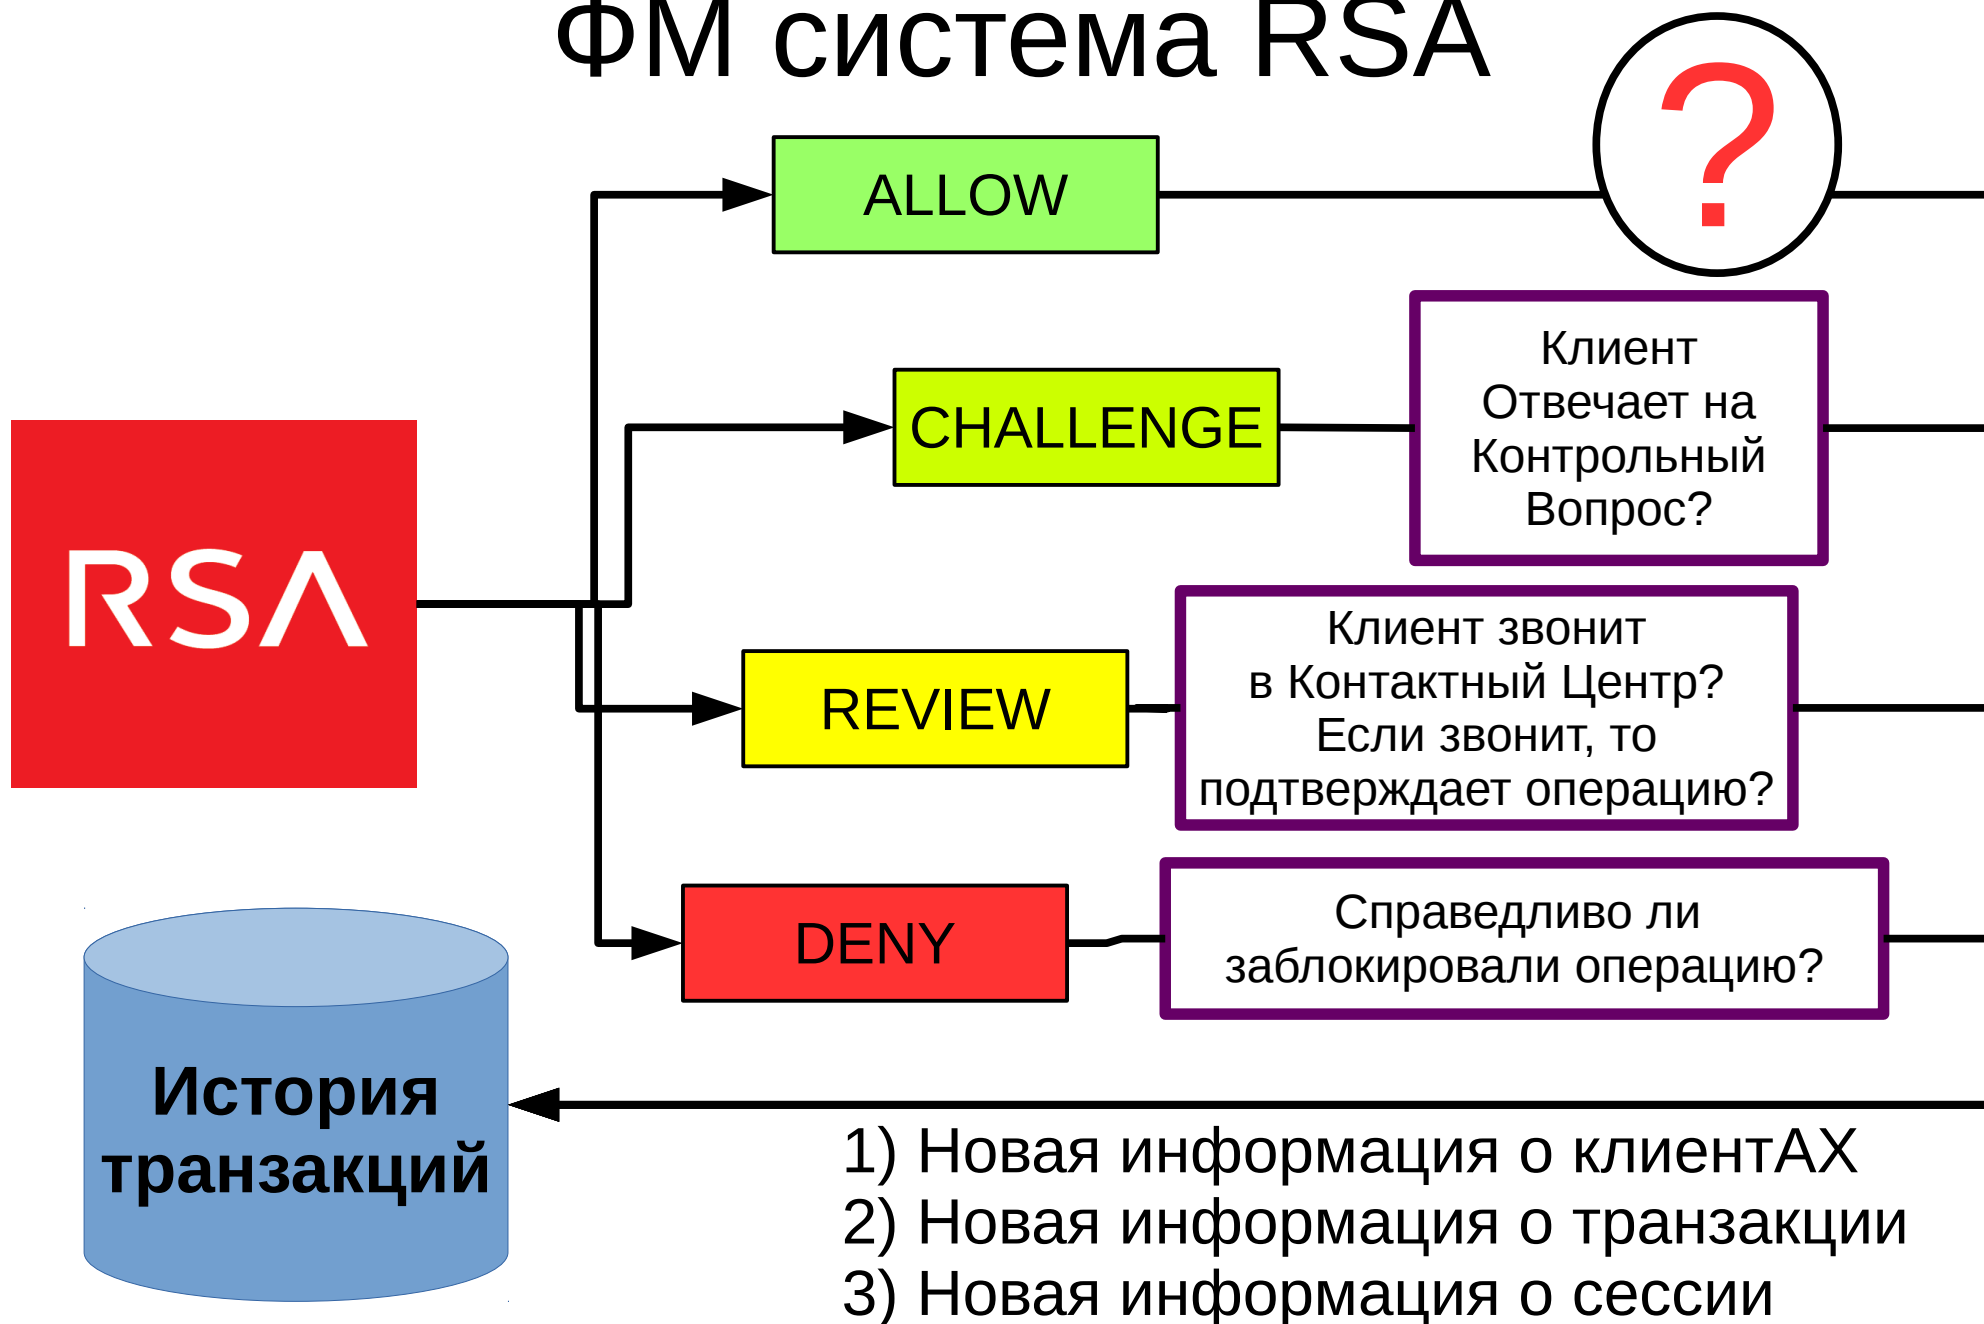 ФМ система RSA
?
ALLOW
Клиент
Отвечает на
Контрольный
Вопрос?
CHALLENGE
RSA
Клиент звонит
в Контактный Центр?
Если звонит, то
подтверждает операцию?
REVIEW
DENY
Справедливо ли
заблокировали операцию?
История
транзакций
1) Новая информация о клиентАХ
2) Новая информация о транзакции
3) Новая информация о сессии